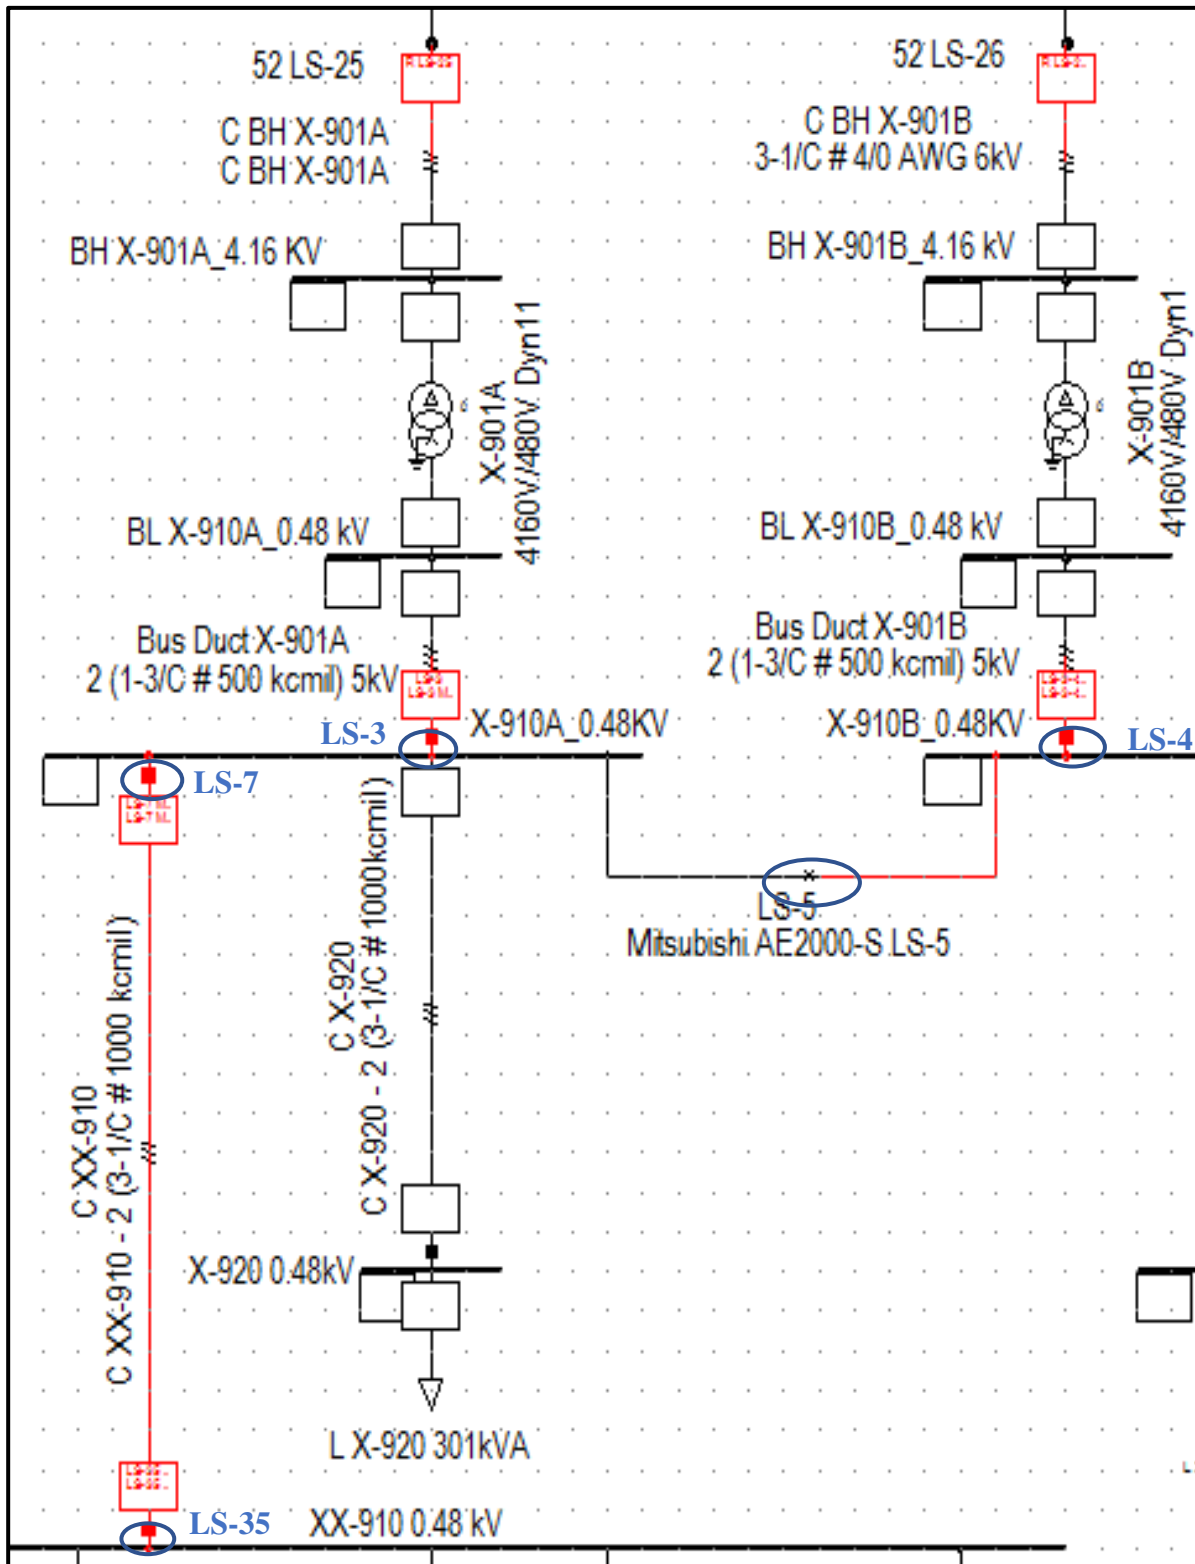 52 LS-25
52 LS-26
R LS-25
C BH X-901A
C BH X-901A
C BH X-901B
3-1/C # 4/0 AWG 6kV
BH X-901A_4.16 KV
BH X-901B_4.16 kV
X-901A
4160V/480V Dyn11
X-901B
4160V/480V Dyn1
6
6
BL X-910A_0.48 kV
BL X-910B_0.48 kV
Bus Duct X-901A
2 (1-3/C # 500 kcmil) 5kV
Bus Duct X-901B
2 (1-3/C # 500 kcmil) 5kV
LS-3
X-910A_0.48KV
X-910B_0.48KV
LS-4
LS-7
LS-5
Mitsubishi AE2000-S LS-5
C XX-910
C XX-910 - 2 (3-1/C # 1000 kcmil)
C X-920
C X-920 - 2 (3-1/C # 1000kcmil)
X-920 0.48kV
L X-920 301kVA
LS-35
XX-910 0.48 kV